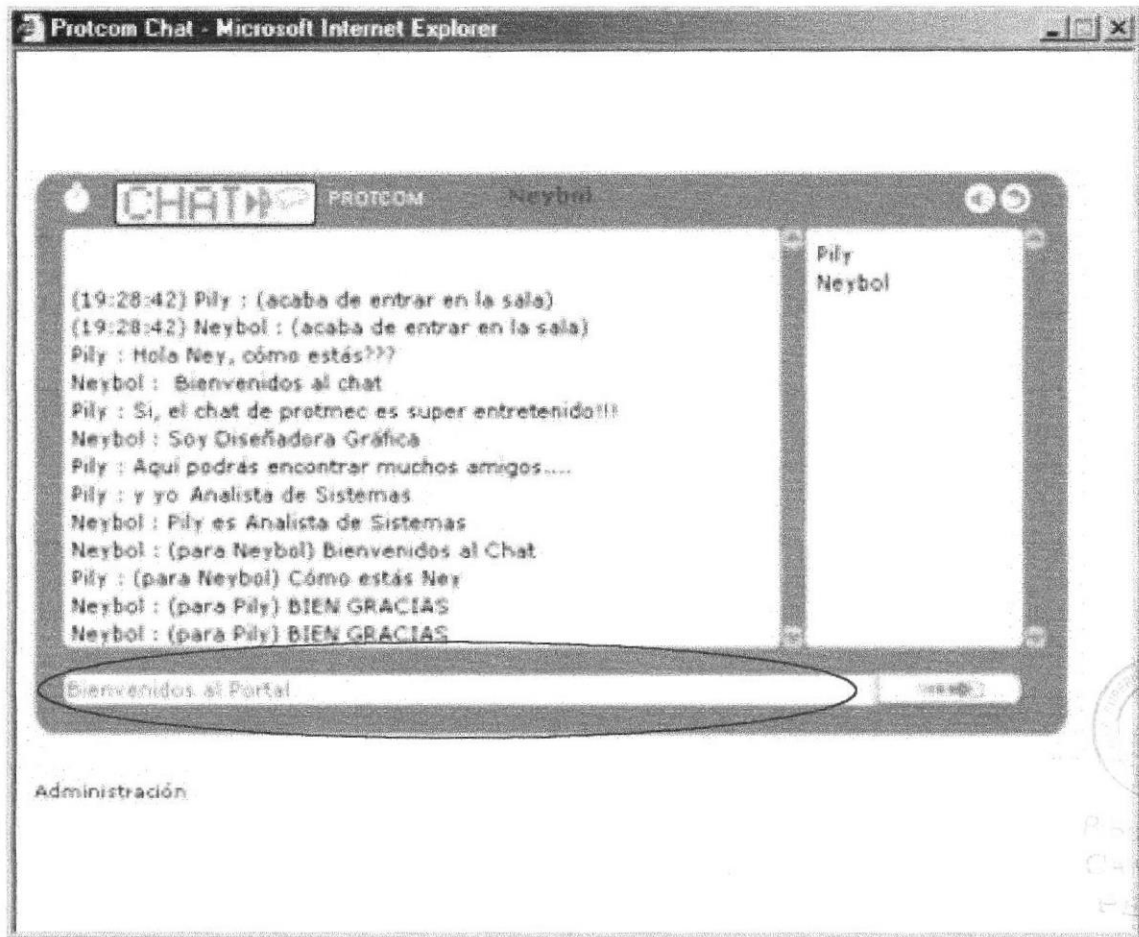 Protcom Chat - Microsoft Internet Explorer
CHAT PROTCOM Neybol
(19:28:42) Pily : (acaba de entrar en la sala)
(19:28:42) Neybol : (acaba de entrar en la sala)
Pily : Hola Ney, cómo estás???
Neybol : Bienvenidos al chat
Pily : Si, el chat de protmec es super entretenido!!!
Neybol : Soy Diseñadora Gráfica
Pily : Aquí podrás encontrar muchos amigos.....
Pily : y yo Analista de Sistemas
Neybol : Pily es Analista de Sistemas
Neybol : (para Neybol) Bienvenidos al Chat
Pily : (para Neybol) Cómo estás Ney
Neybol : (para Pily) BIEN GRACIAS
Neybol : (para Pily) BIEN GRACIAS
Pily
Neybol
Bienvenidos al Portal
Administración